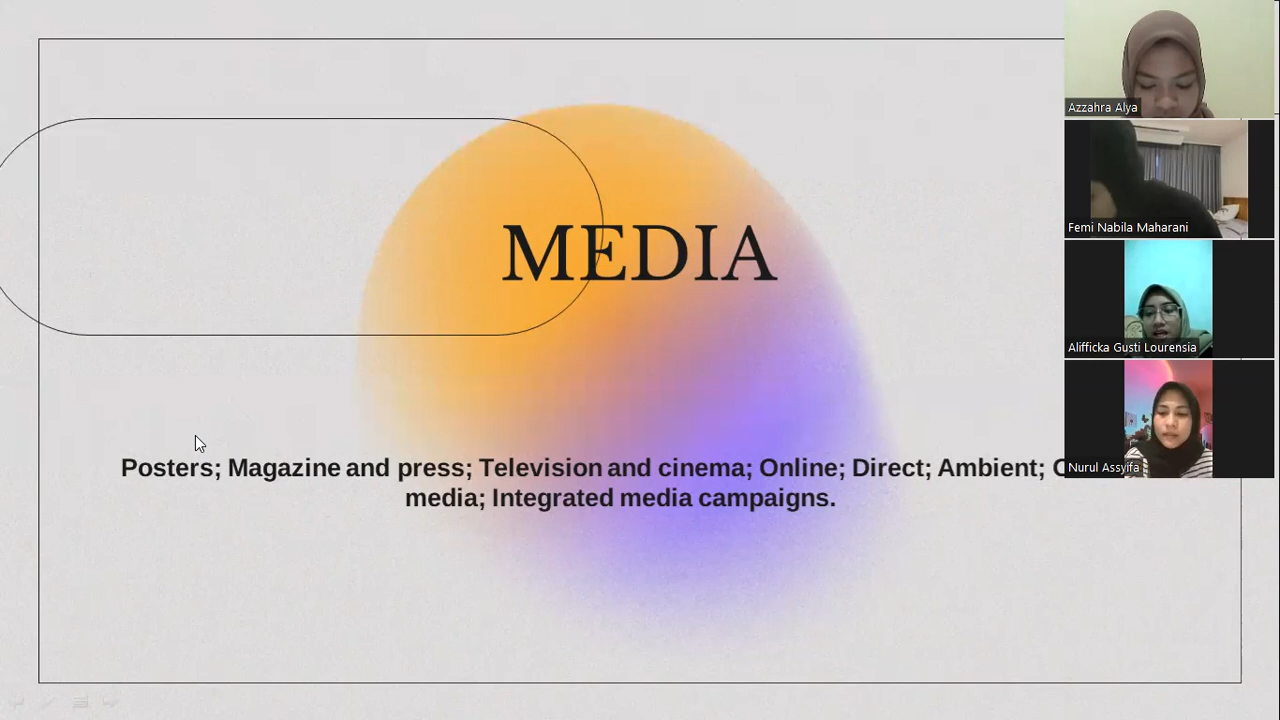 MEDIA
Posters; Magazine and press; Television and cinema; Online; Direct; Ambient;
media; Integrated media campaigns.
Azzahra Alya
Femi Nabila Maharani
Alifficka Gusti Lourensia
Nurul Assyifa